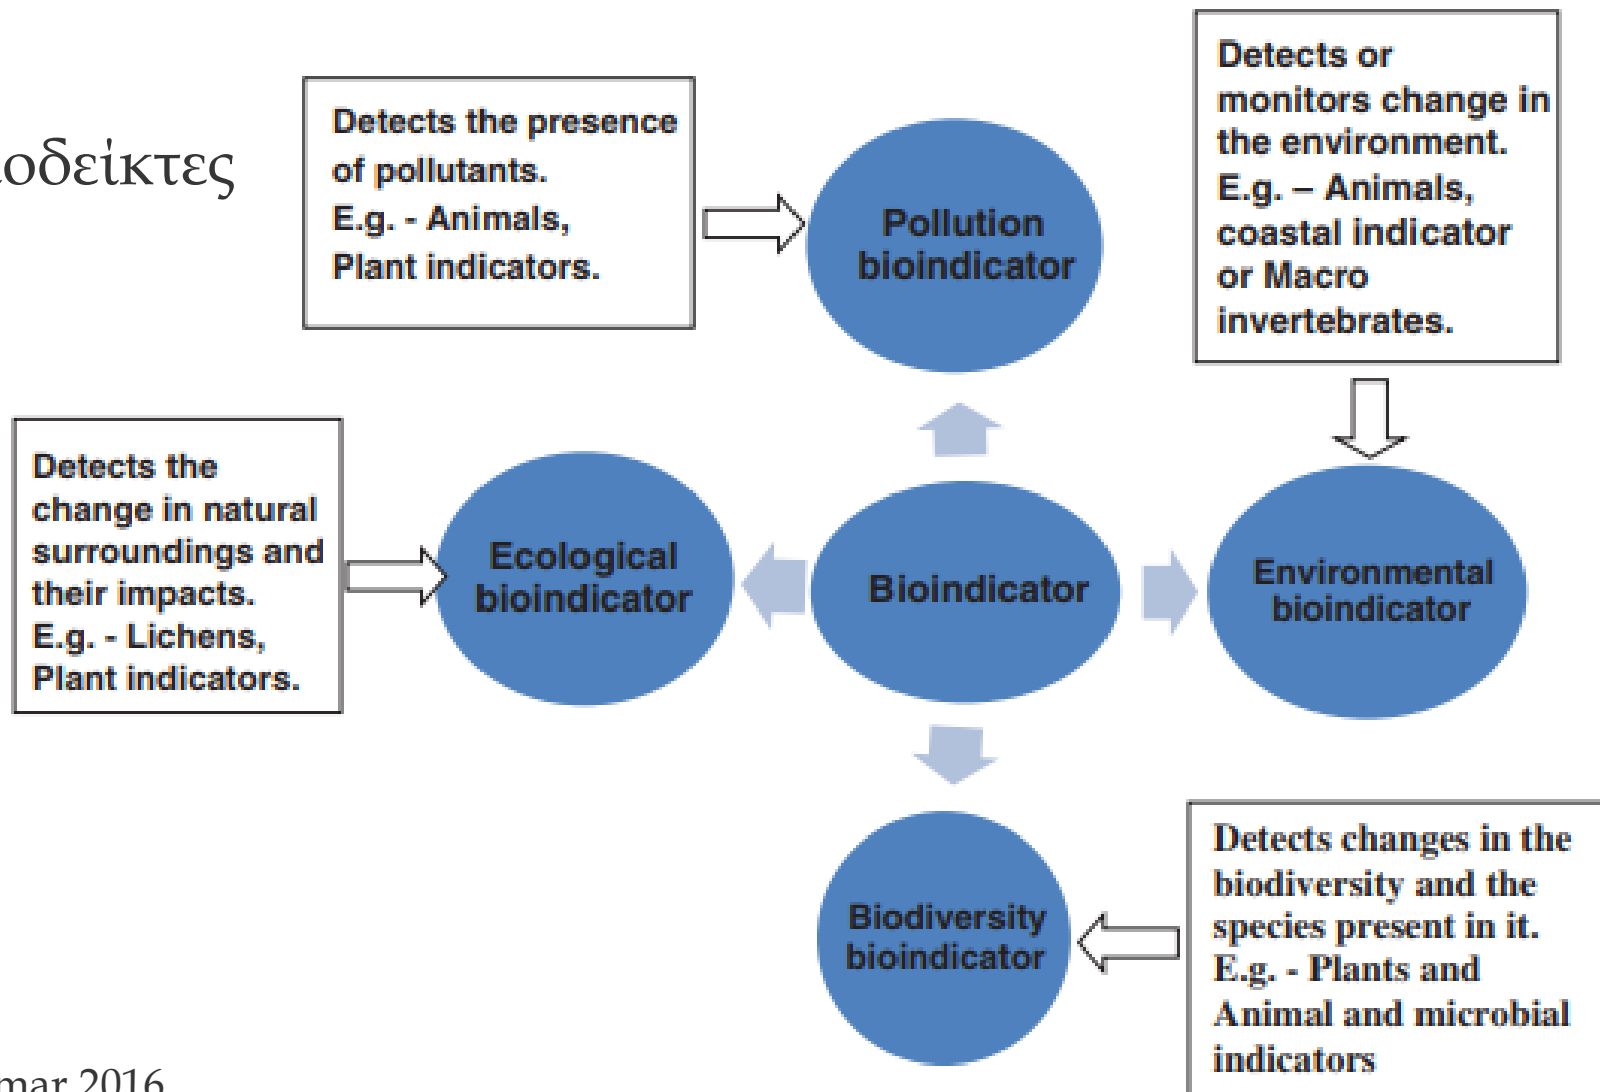 οδείκτες
Detects the presence
of pollutants.
E.g. - Animals,
Plant indicators.
Pollution
bioindicator
Detects or
monitors change in
the environment.
E.g. – Animals,
coastal indicator
or Macro
invertebrates.
Detects the
change in natural
surroundings and
their impacts.
E.g. - Lichens,
Plant indicators.
Ecological
bioindicator
Bioindicator
Environmental
bioindicator
Biodiversity
bioindicator
Detects changes in the
biodiversity and the
species present in it.
E.g. - Plants and
Animal and microbial
indicators
mar 2016